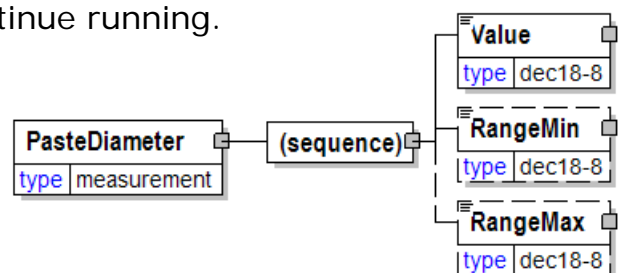 tinue running.
Value
type dec18-8
PasteDiameter
type measurement
(sequence)
RangeMin
type dec18-8
RangeMax
type dec18-8